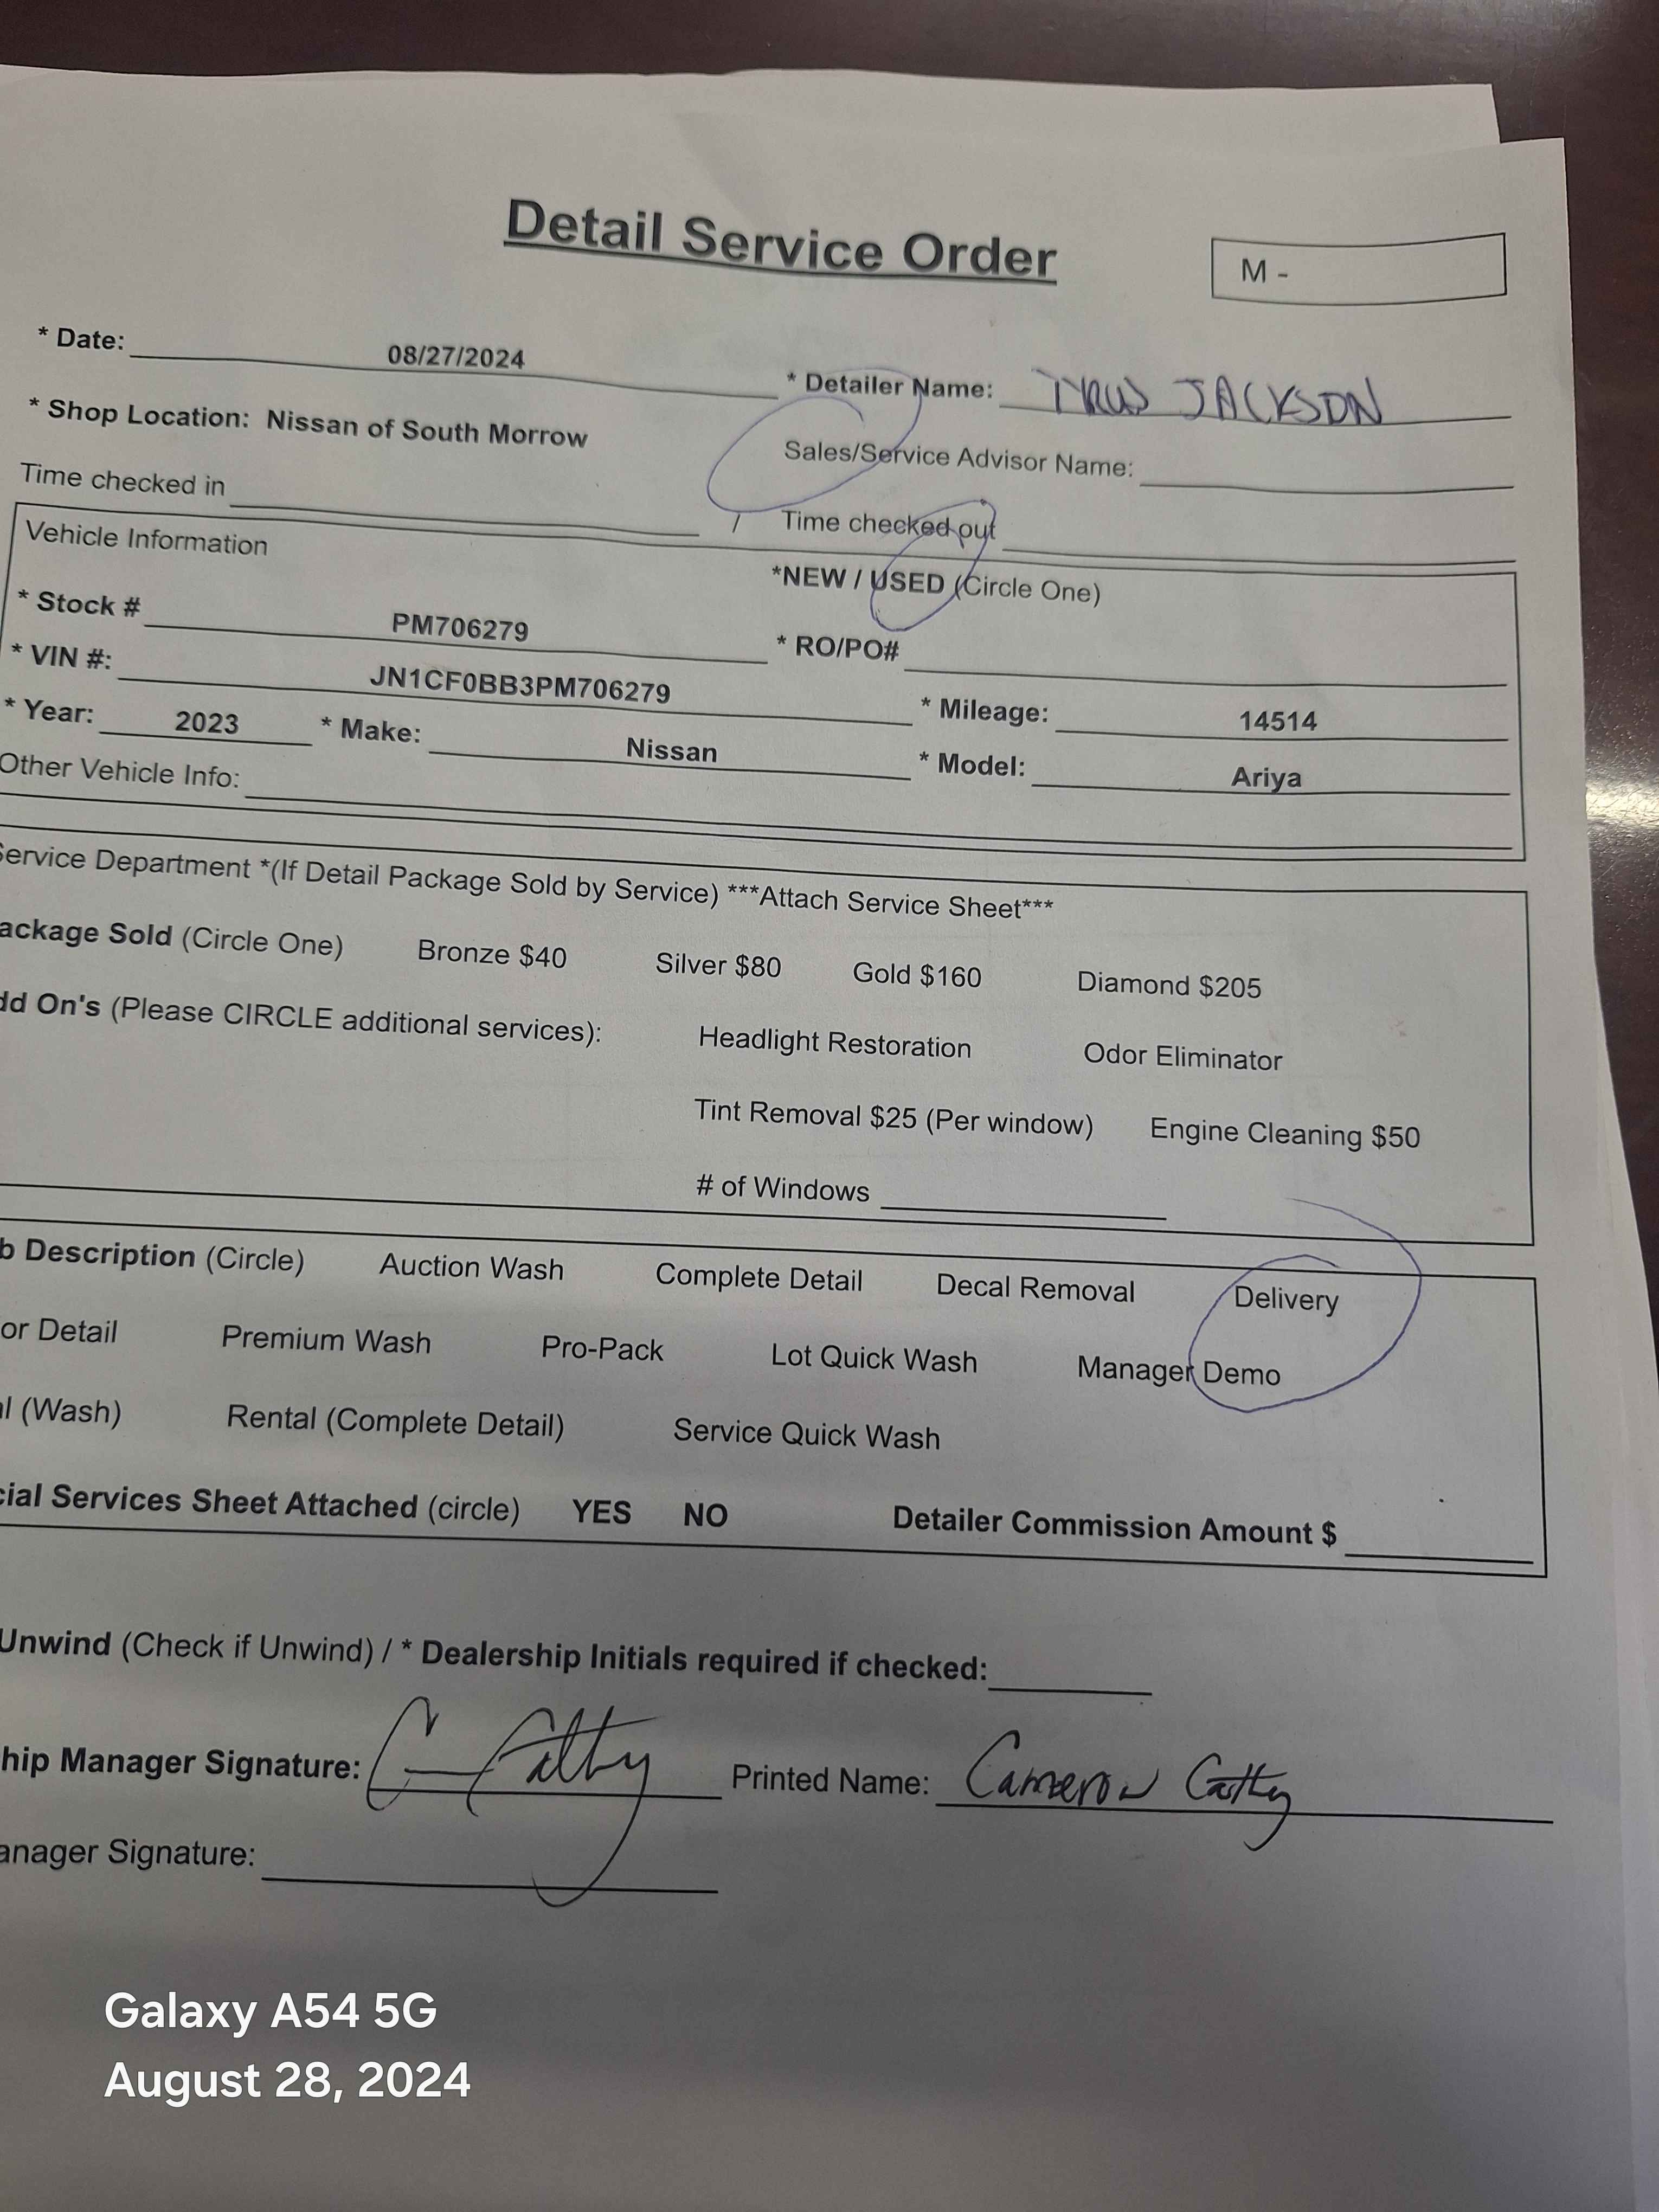 Detail Service Order
M -
* Date: 08/27/2024
* Detailer Name: TYRUS JACKSON
* Shop Location: Nissan of South Morrow
Sales/Service Advisor Name:
Time checked in / Time checked out
Vehicle Information
*NEW / USED (Circle One)
* Stock # PM706279
* RO/PO#
* VIN #: JN1CF0BB3PM706279
* Mileage: 14514
* Year: 2023 * Make: Nissan * Model: Ariya
Other Vehicle Info:
Service Department *(If Detail Package Sold by Service) ***Attach Service Sheet***
ackage Sold (Circle One) Bronze $40 Silver $80 Gold $160 Diamond $205
dd On's (Please CIRCLE additional services): Headlight Restoration Odor Eliminator
Tint Removal $25 (Per window) Engine Cleaning $50
# of Windows
b Description (Circle) Auction Wash Complete Detail Decal Removal Delivery
or Detail Premium Wash Pro-Pack Lot Quick Wash Manager Demo
l (Wash) Rental (Complete Detail) Service Quick Wash
cial Services Sheet Attached (circle) YES NO Detailer Commission Amount $
Unwind (Check if Unwind) / * Dealership Initials required if checked:
hip Manager Signature: C Cathy Printed Name: Cameron Cathy
anager Signature:
Galaxy A54 5G
August 28, 2024